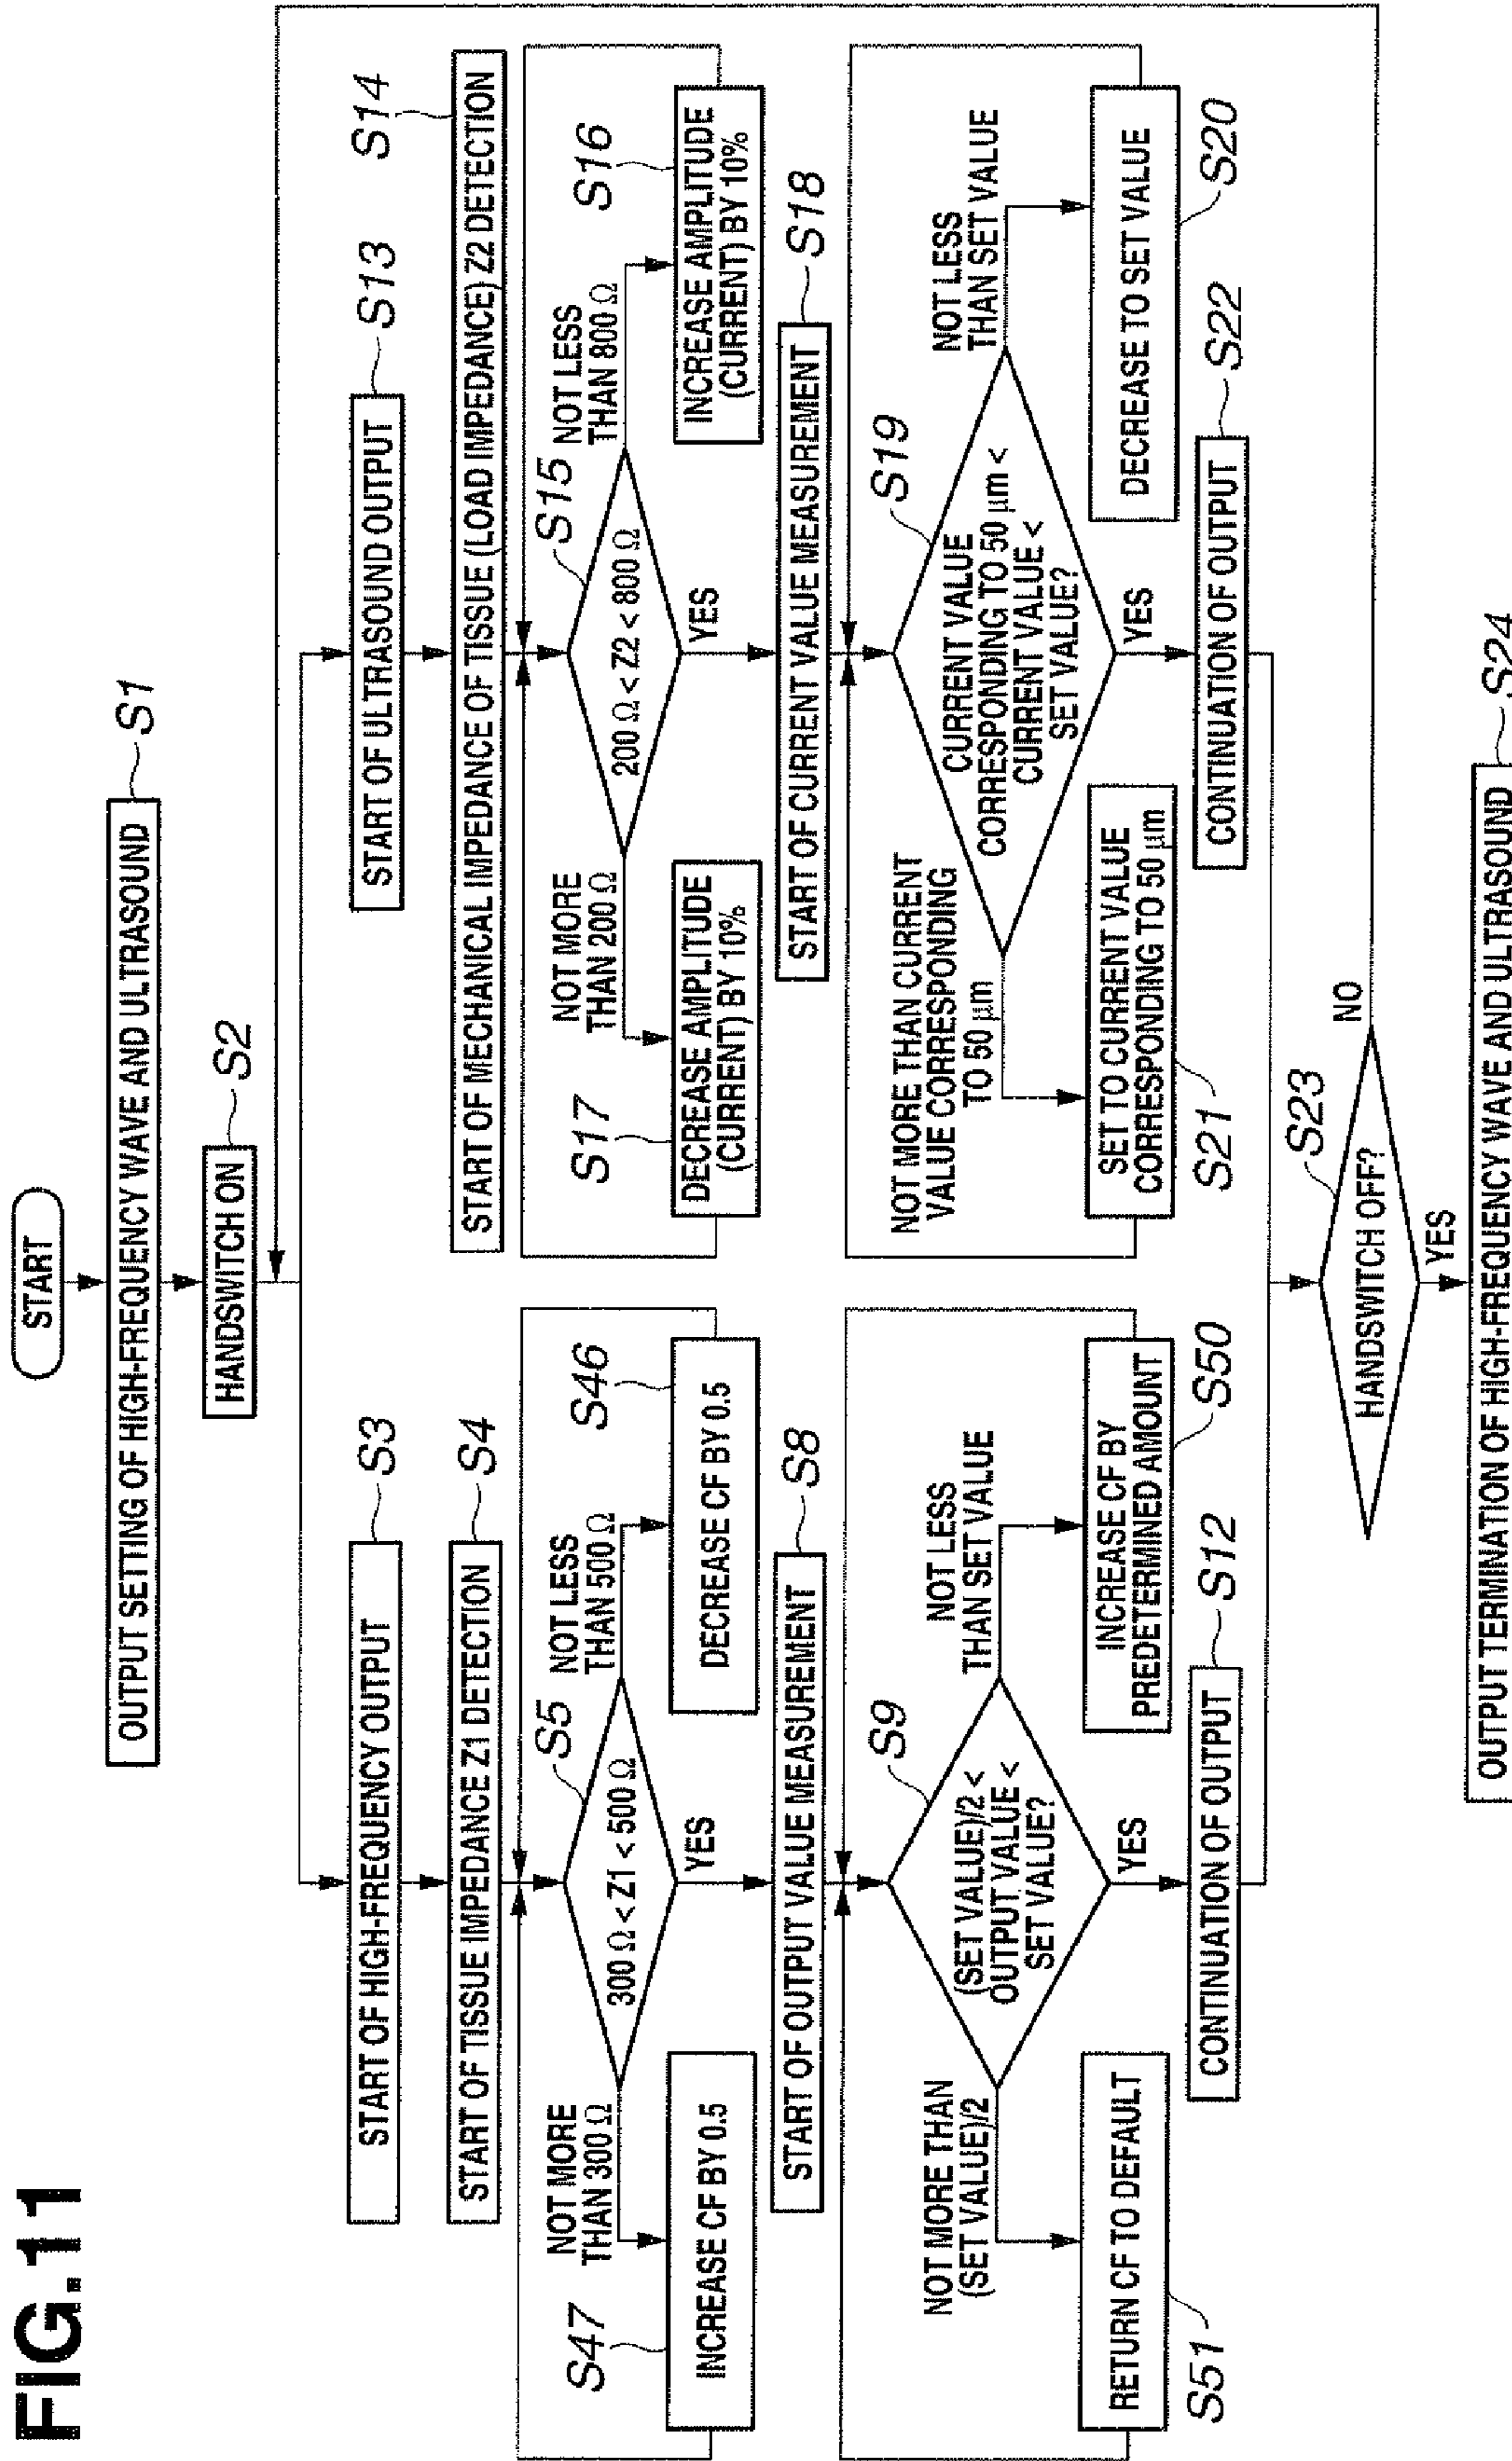 FIG.11
START
OUTPUT SETTING OF HIGH-FREQUENCY WAVE AND ULTRASOUND
S1
HANDSWITCH ON
S2
START OF HIGH-FREQUENCY OUTPUT
S3
START OF TISSUE IMPEDANCE Z1 DETECTION
S4
300 Ω < Z1 < 500 Ω
S5
NOT MORE
THAN 300 Ω
NOT LESS
THAN 500 Ω
YES
S47
INCREASE CF BY 0.5
S46
DECREASE CF BY 0.5
START OF OUTPUT VALUE MEASUREMENT
S8
(SET VALUE)/2 <
OUTPUT VALUE <
SET VALUE?
S9
NOT MORE THAN
(SET VALUE)/2
NOT LESS
THAN SET VALUE
YES
RETURN CF TO DEFAULT
S51
INCREASE CF BY
PREDETERMINED AMOUNT
S50
CONTINUATION OF OUTPUT
S12
START OF ULTRASOUND OUTPUT
S13
START OF MECHANICAL IMPEDANCE OF TISSUE (LOAD IMPEDANCE) Z2 DETECTION
S14
200 Ω < Z2 < 800 Ω
S15
NOT MORE
THAN 200 Ω
NOT LESS
THAN 800 Ω
YES
S17
DECREASE AMPLITUDE
(CURRENT) BY 10%
S16
INCREASE AMPLITUDE
(CURRENT) BY 10%
START OF CURRENT VALUE MEASUREMENT
S18
CURRENT VALUE
CORRESPONDING TO 50 μm <
CURRENT VALUE <
SET VALUE?
S19
NOT MORE THAN CURRENT
VALUE CORRESPONDING
TO 50 μm
NOT LESS
THAN SET VALUE
YES
SET TO CURRENT VALUE
CORRESPONDING TO 50 μm
S21
DECREASE TO SET VALUE
S20
CONTINUATION OF OUTPUT
S22
HANDSWITCH OFF?
S23
NO
YES
OUTPUT TERMINATION OF HIGH-FREQUENCY WAVE AND ULTRASOUND
S24